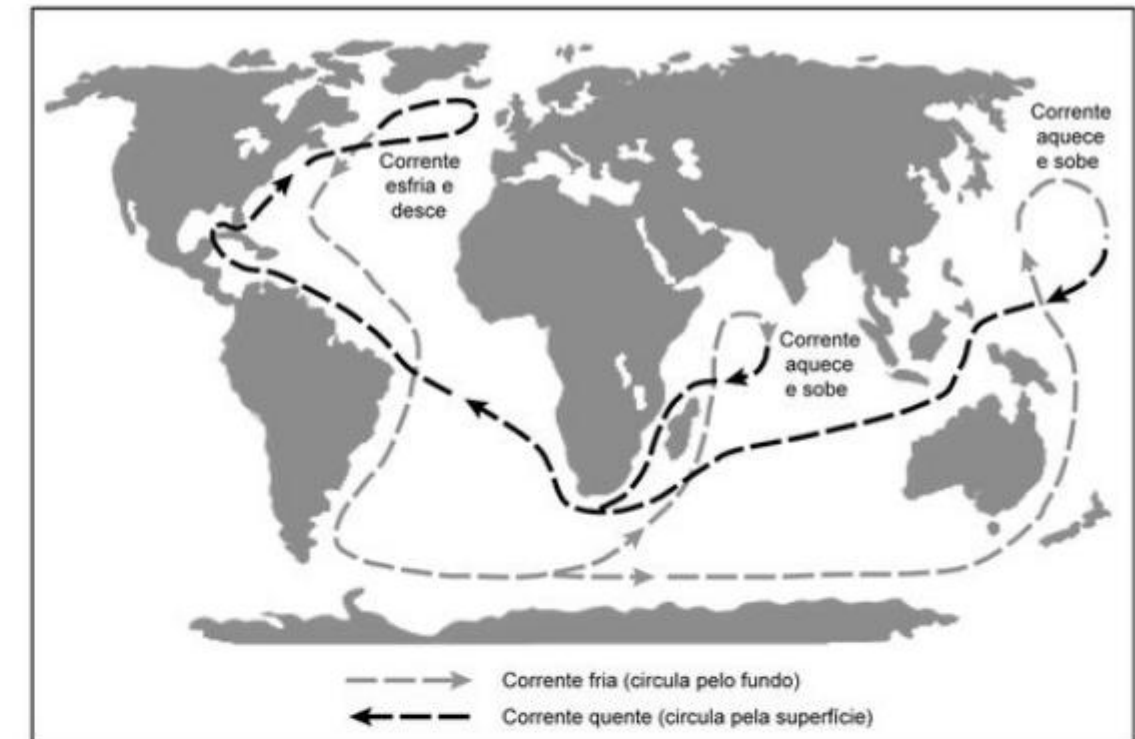 Corrente
aquece
e sobe
Corrente
esfria e
desce
Corrente
aquece
e sobe
Corrente fria (circula pelo fundo)
Corrente quente (circula pela superfície)